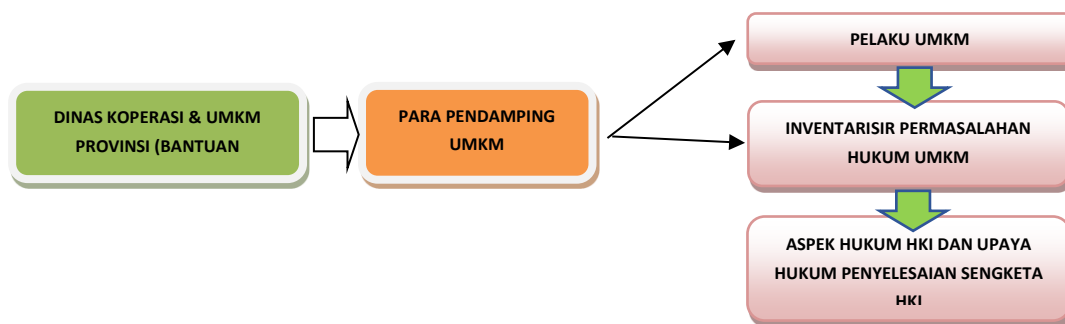 DINAS KOPERASI & UMKM
PROVINSI (BANTUAN
PARA PENDAMPING
UMKM
PELAKU UMKM
INVENTARISIR PERMASALAHAN
HUKUM UMKM
ASPEK HUKUM HKI DAN UPAYA
HUKUM PENYELESAIAN SENGKETA
HKI